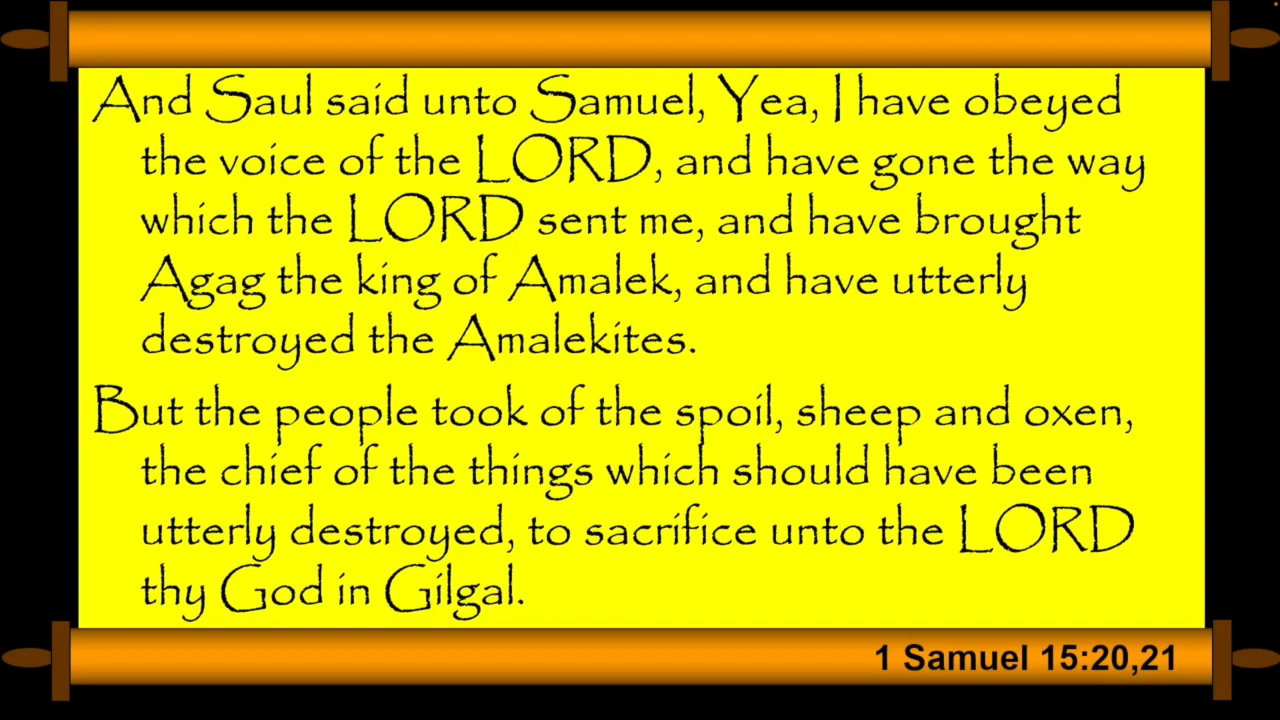 And Saul said unto Samuel, Yea, I have obeyed
the voice of the LORD, and have gone the way
which the LORD sent me, and have brought
Agag the king of Amalek, and have utterly
destroyed the Amalekites.
But the people took of the spoil, sheep and oxen,
the chief of the things which should have been
utterly destroyed, to sacrifice unto the LORD
thy God in Gilgal.
1 Samuel 15:20,21